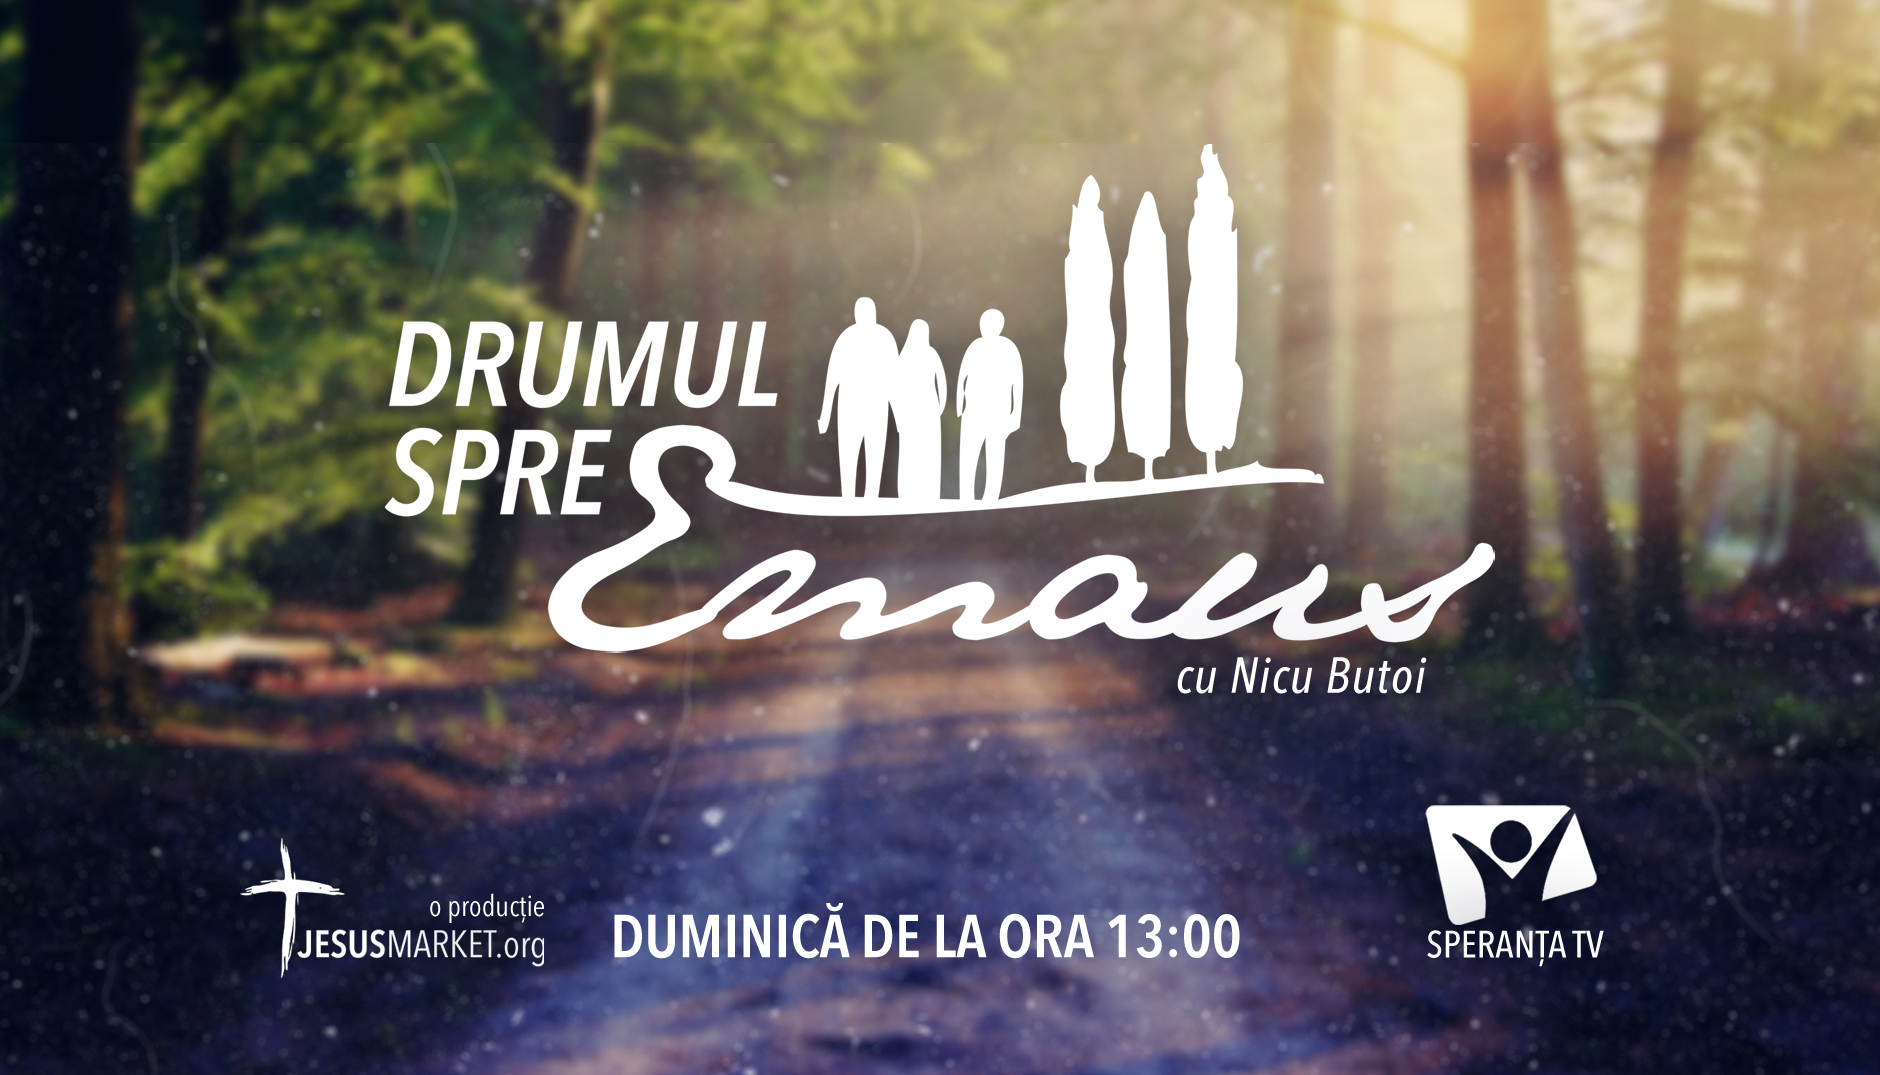 DRUMUL
SPRE Emaus
cu Nicu Butoi
o producție
JESUSMARKET.org
DUMINICĂ DE LA ORA 13:00
SPERANȚA TV